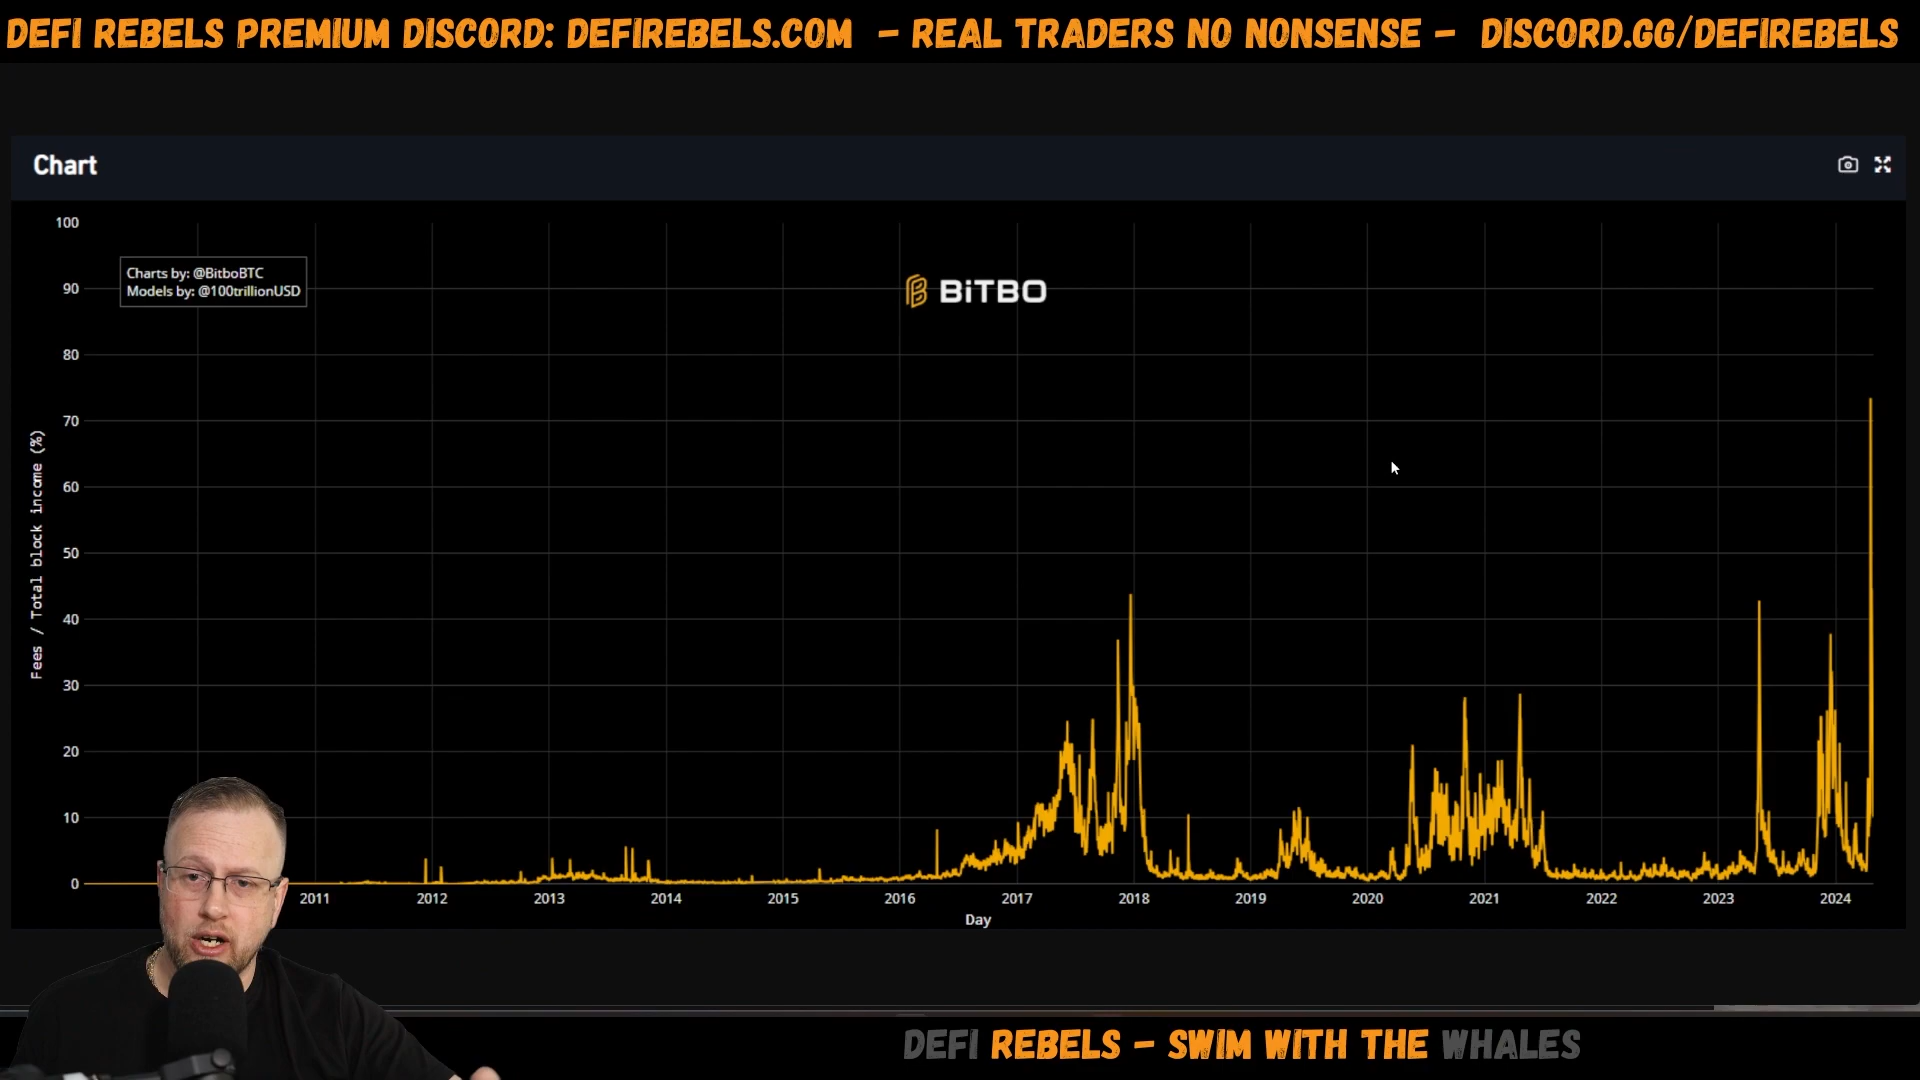 DEFI REBELS PREMIUM DISCORD: DEFIREBELS.COM – REAL TRADERS NO NONSENSE – DISCORD.GG/DEFIREBELS
Chart
100
90
80
70
60
50
40
30
20
10
0
Fees / Total block income (%)
Charts by: @BitboBTC
Models by: @100trillionUSD
BiTBO
2011 2012 2013 2014 2015 2016 2017 2018 2019 2020 2021 2022 2023 2024
Day
DEFI REBELS – SWIM WITH THE WHALES